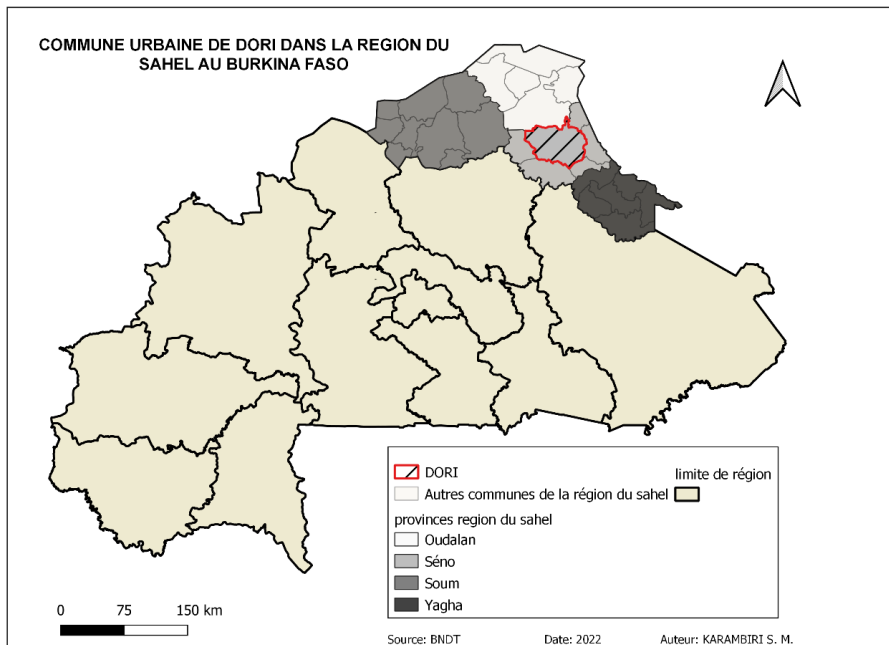 COMMUNE URBAINE DE DORI DANS LA REGION DU
SAHEL AU BURKINA FASO
DORI
limite de région
Autres communes de la région du sahel
provinces region du sahel
Oudalan
Séno
Soum
Yagha
0 75 150 km
Source: BNDT Date: 2022 Auteur: KARAMBIRI S. M.